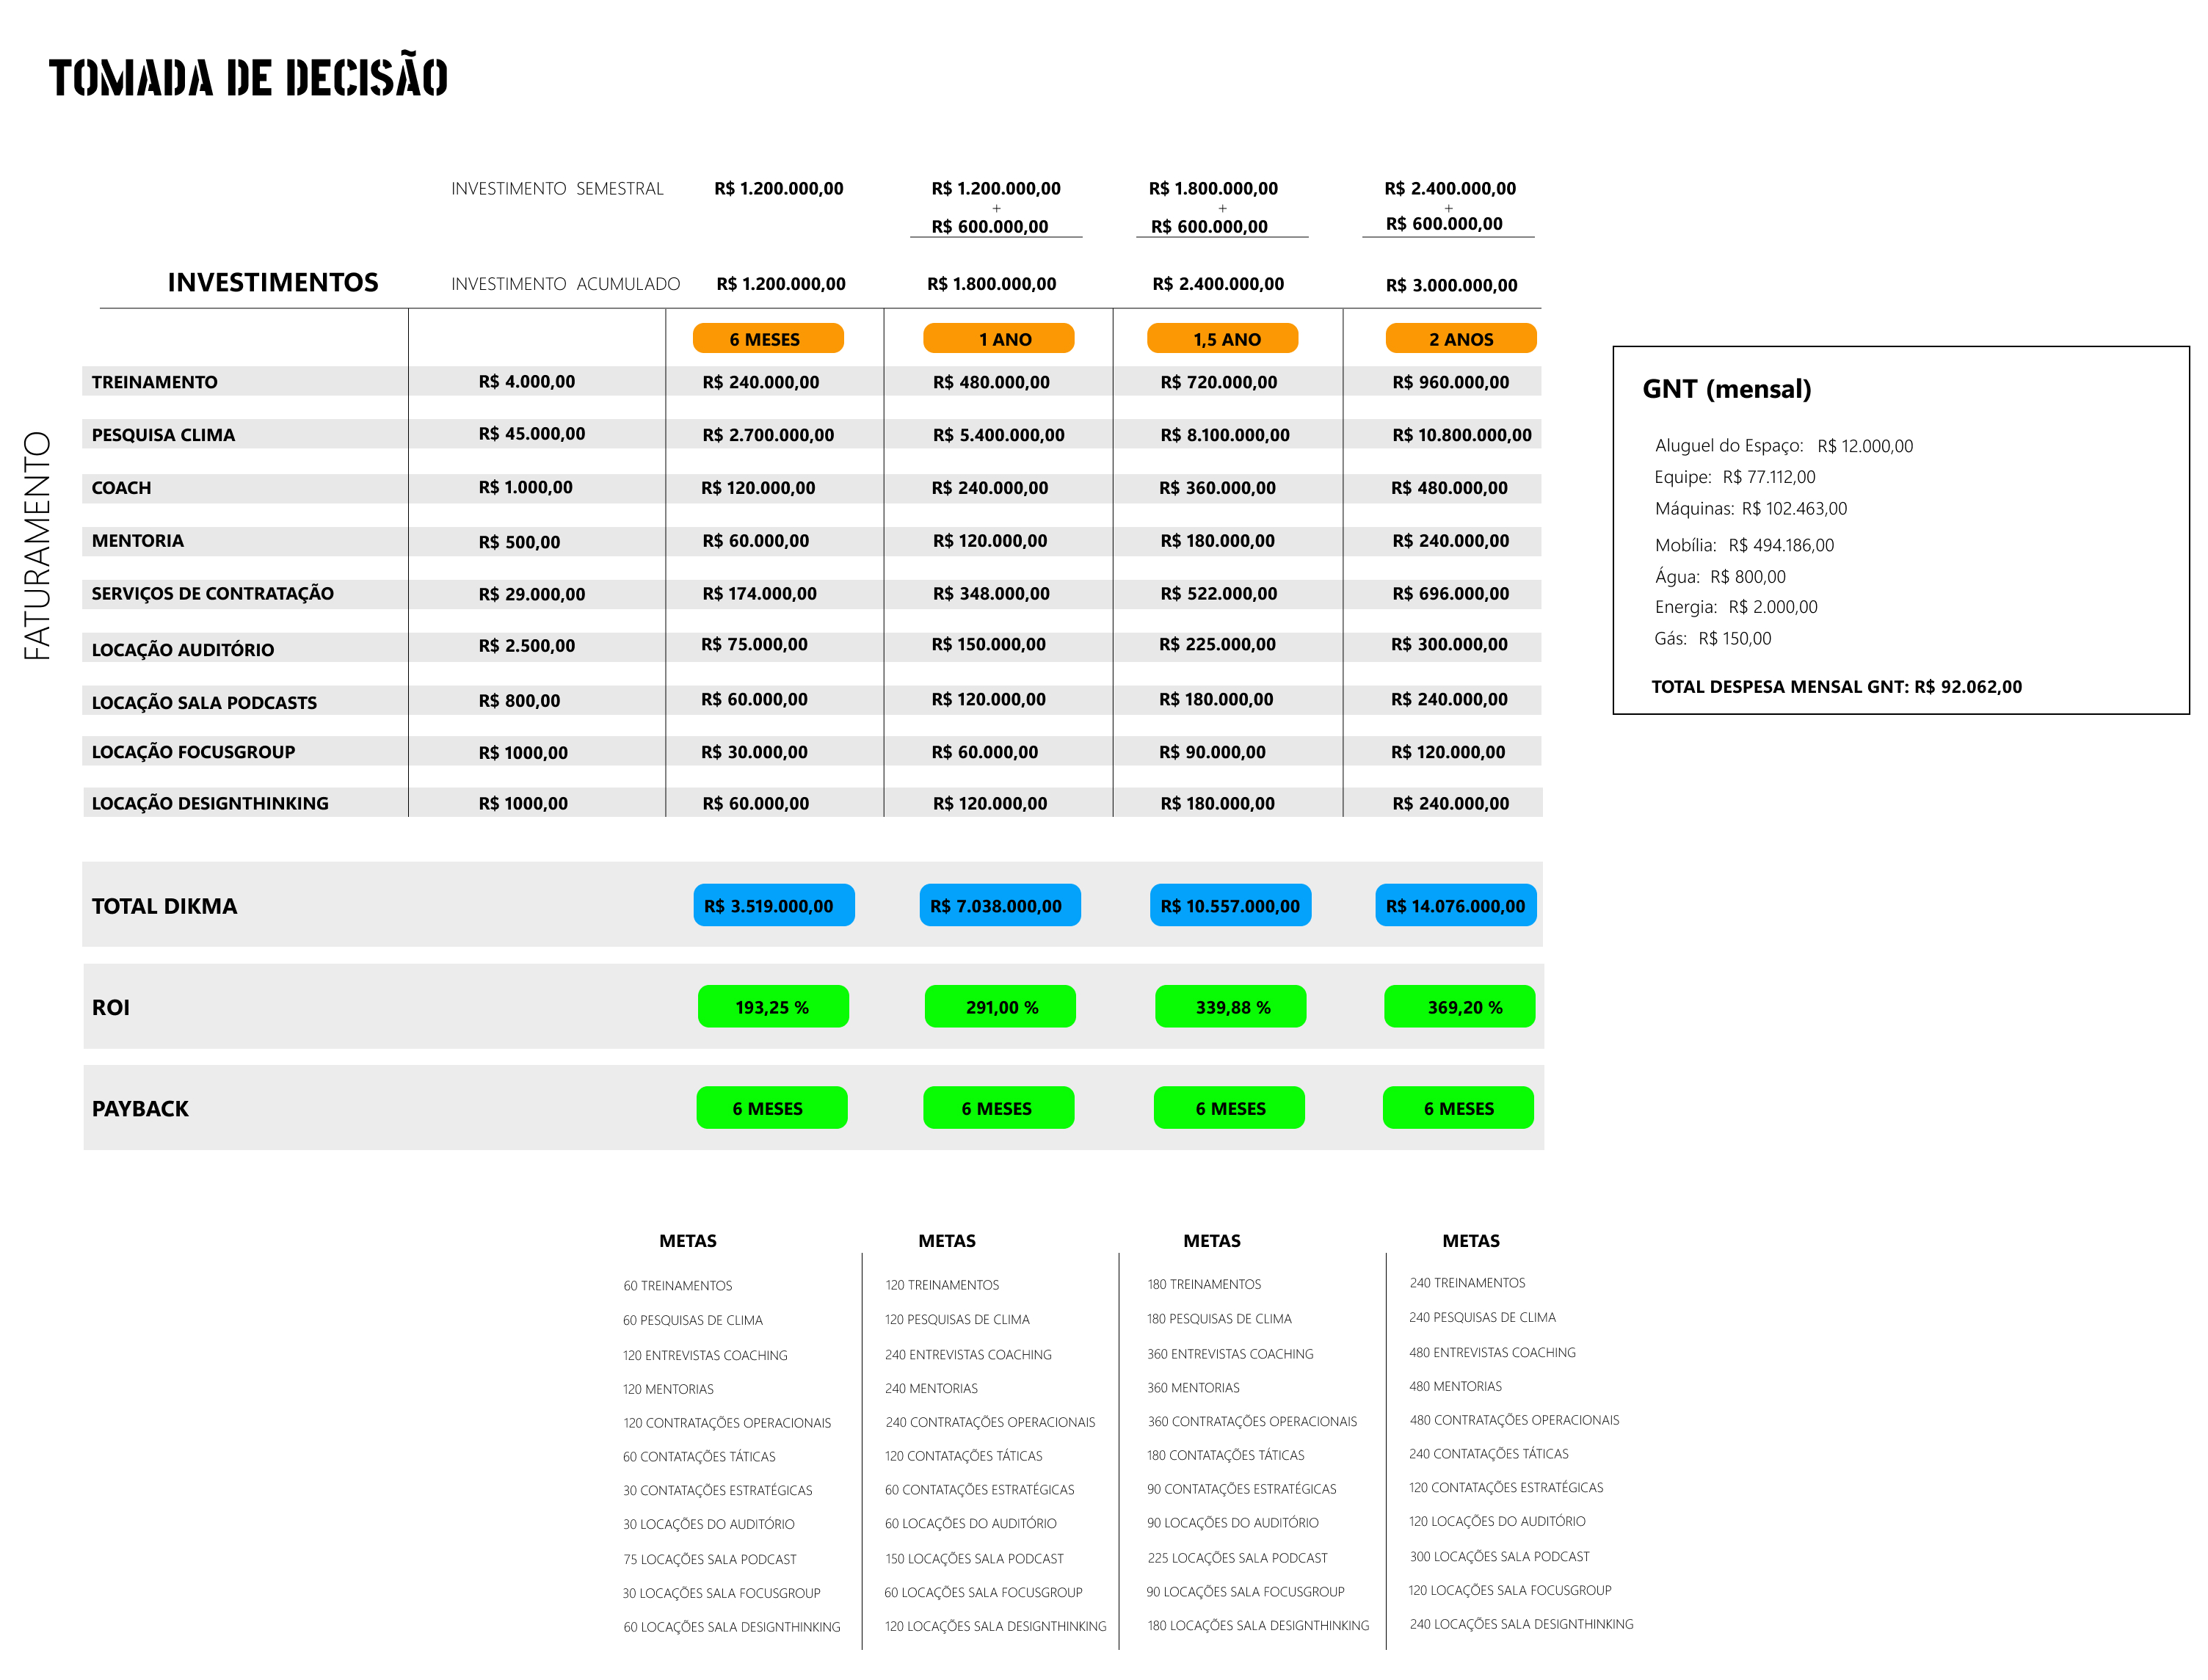 TOMADA DE DECISÃO
INVESTIMENTO SEMESTRAL R$ 1.200.000,00 R$ 1.200.000,00 R$ 1.800.000,00 R$ 2.400.000,00
+ + +
R$ 600.000,00 R$ 600.000,00 R$ 600.000,00
INVESTIMENTOS INVESTIMENTO ACUMULADO R$ 1.200.000,00 R$ 1.800.000,00 R$ 2.400.000,00 R$ 3.000.000,00
6 MESES 1 ANO 1,5 ANO 2 ANOS
FATURAMENTO
TREINAMENTO R$ 4.000,00 R$ 240.000,00 R$ 480.000,00 R$ 720.000,00 R$ 960.000,00
PESQUISA CLIMA R$ 45.000,00 R$ 2.700.000,00 R$ 5.400.000,00 R$ 8.100.000,00 R$ 10.800.000,00
COACH R$ 1.000,00 R$ 120.000,00 R$ 240.000,00 R$ 360.000,00 R$ 480.000,00
MENTORIA R$ 500,00 R$ 60.000,00 R$ 120.000,00 R$ 180.000,00 R$ 240.000,00
SERVIÇOS DE CONTRATAÇÃO R$ 29.000,00 R$ 174.000,00 R$ 348.000,00 R$ 522.000,00 R$ 696.000,00
LOCAÇÃO AUDITÓRIO R$ 2.500,00 R$ 75.000,00 R$ 150.000,00 R$ 225.000,00 R$ 300.000,00
LOCAÇÃO SALA PODCASTS R$ 800,00 R$ 60.000,00 R$ 120.000,00 R$ 180.000,00 R$ 240.000,00
LOCAÇÃO FOCUSGROUP R$ 1000,00 R$ 30.000,00 R$ 60.000,00 R$ 90.000,00 R$ 120.000,00
LOCAÇÃO DESIGNTHINKING R$ 1000,00 R$ 60.000,00 R$ 120.000,00 R$ 180.000,00 R$ 240.000,00
TOTAL DIKMA R$ 3.519.000,00 R$ 7.038.000,00 R$ 10.557.000,00 R$ 14.076.000,00
ROI 193,25 % 291,00 % 339,88 % 369,20 %
PAYBACK 6 MESES 6 MESES 6 MESES 6 MESES
GNT (mensal)
Aluguel do Espaço: R$ 12.000,00
Equipe: R$ 77.112,00
Máquinas: R$ 102.463,00
Mobília: R$ 494.186,00
Água: R$ 800,00
Energia: R$ 2.000,00
Gás: R$ 150,00
TOTAL DESPESA MENSAL GNT: R$ 92.062,00
METAS
60 TREINAMENTOS
60 PESQUISAS DE CLIMA
120 ENTREVISTAS COACHING
120 MENTORIAS
120 CONTRATAÇÕES OPERACIONAIS
60 CONTATAÇÕES TÁTICAS
30 CONTATAÇÕES ESTRATÉGICAS
30 LOCAÇÕES DO AUDITÓRIO
75 LOCAÇÕES SALA PODCAST
30 LOCAÇÕES SALA FOCUSGROUP
60 LOCAÇÕES SALA DESIGNTHINKING
METAS
120 TREINAMENTOS
120 PESQUISAS DE CLIMA
240 ENTREVISTAS COACHING
240 MENTORIAS
240 CONTRATAÇÕES OPERACIONAIS
120 CONTATAÇÕES TÁTICAS
60 CONTATAÇÕES ESTRATÉGICAS
60 LOCAÇÕES DO AUDITÓRIO
150 LOCAÇÕES SALA PODCAST
60 LOCAÇÕES SALA FOCUSGROUP
120 LOCAÇÕES SALA DESIGNTHINKING
METAS
180 TREINAMENTOS
180 PESQUISAS DE CLIMA
360 ENTREVISTAS COACHING
360 MENTORIAS
360 CONTRATAÇÕES OPERACIONAIS
180 CONTATAÇÕES TÁTICAS
90 CONTATAÇÕES ESTRATÉGICAS
90 LOCAÇÕES DO AUDITÓRIO
225 LOCAÇÕES SALA PODCAST
90 LOCAÇÕES SALA FOCUSGROUP
180 LOCAÇÕES SALA DESIGNTHINKING
METAS
240 TREINAMENTOS
240 PESQUISAS DE CLIMA
480 ENTREVISTAS COACHING
480 MENTORIAS
480 CONTRATAÇÕES OPERACIONAIS
240 CONTATAÇÕES TÁTICAS
120 CONTATAÇÕES ESTRATÉGICAS
120 LOCAÇÕES DO AUDITÓRIO
300 LOCAÇÕES SALA PODCAST
120 LOCAÇÕES SALA FOCUSGROUP
240 LOCAÇÕES SALA DESIGNTHINKING